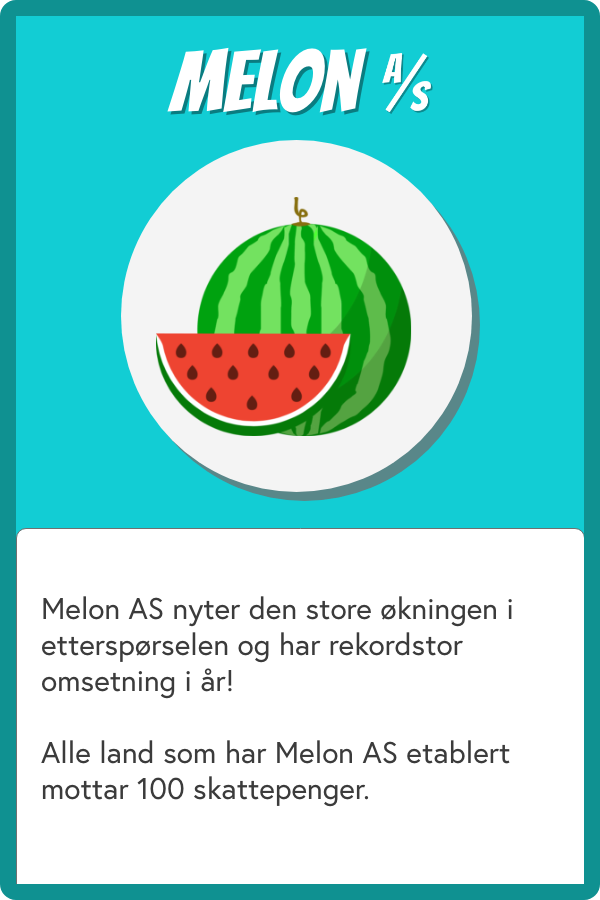 MELON A/S
Melon AS nyter den store økningen i
etterspørselen og har rekordstor
omsetning i år!
Alle land som har Melon AS etablert
mottar 100 skattepenger.